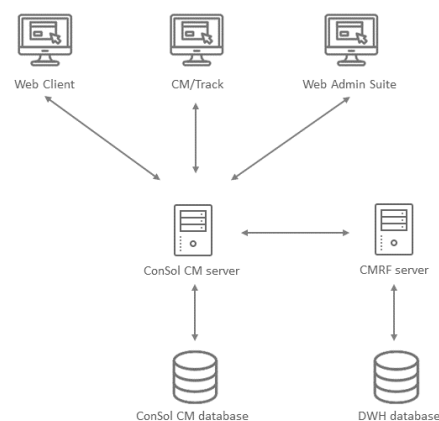 Web Client
CM/Track
Web Admin Suite
ConSol CM server
CMRF server
ConSol CM database
DWH database